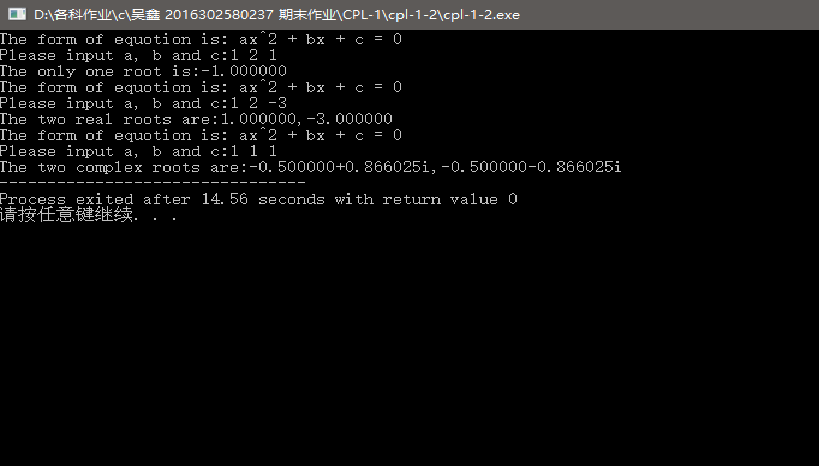 D:\各科作业\c\吴鑫 2016302580237 期末作业\CPL-1\cpl-1-2\cpl-1-2.exe
The form of equotion is: ax^2 + bx + c = 0
Please input a, b and c:1 2 1
The only one root is:-1.000000
The form of equotion is: ax^2 + bx + c = 0
Please input a, b and c:1 2 -3
The two real roots are:1.000000,-3.000000
The form of equotion is: ax^2 + bx + c = 0
Please input a, b and c:1 1 1
The two complex roots are:-0.500000+0.866025i,-0.500000-0.866025i
--------------------------------
Process exited after 14.56 seconds with return value 0
请按任意键继续. . .